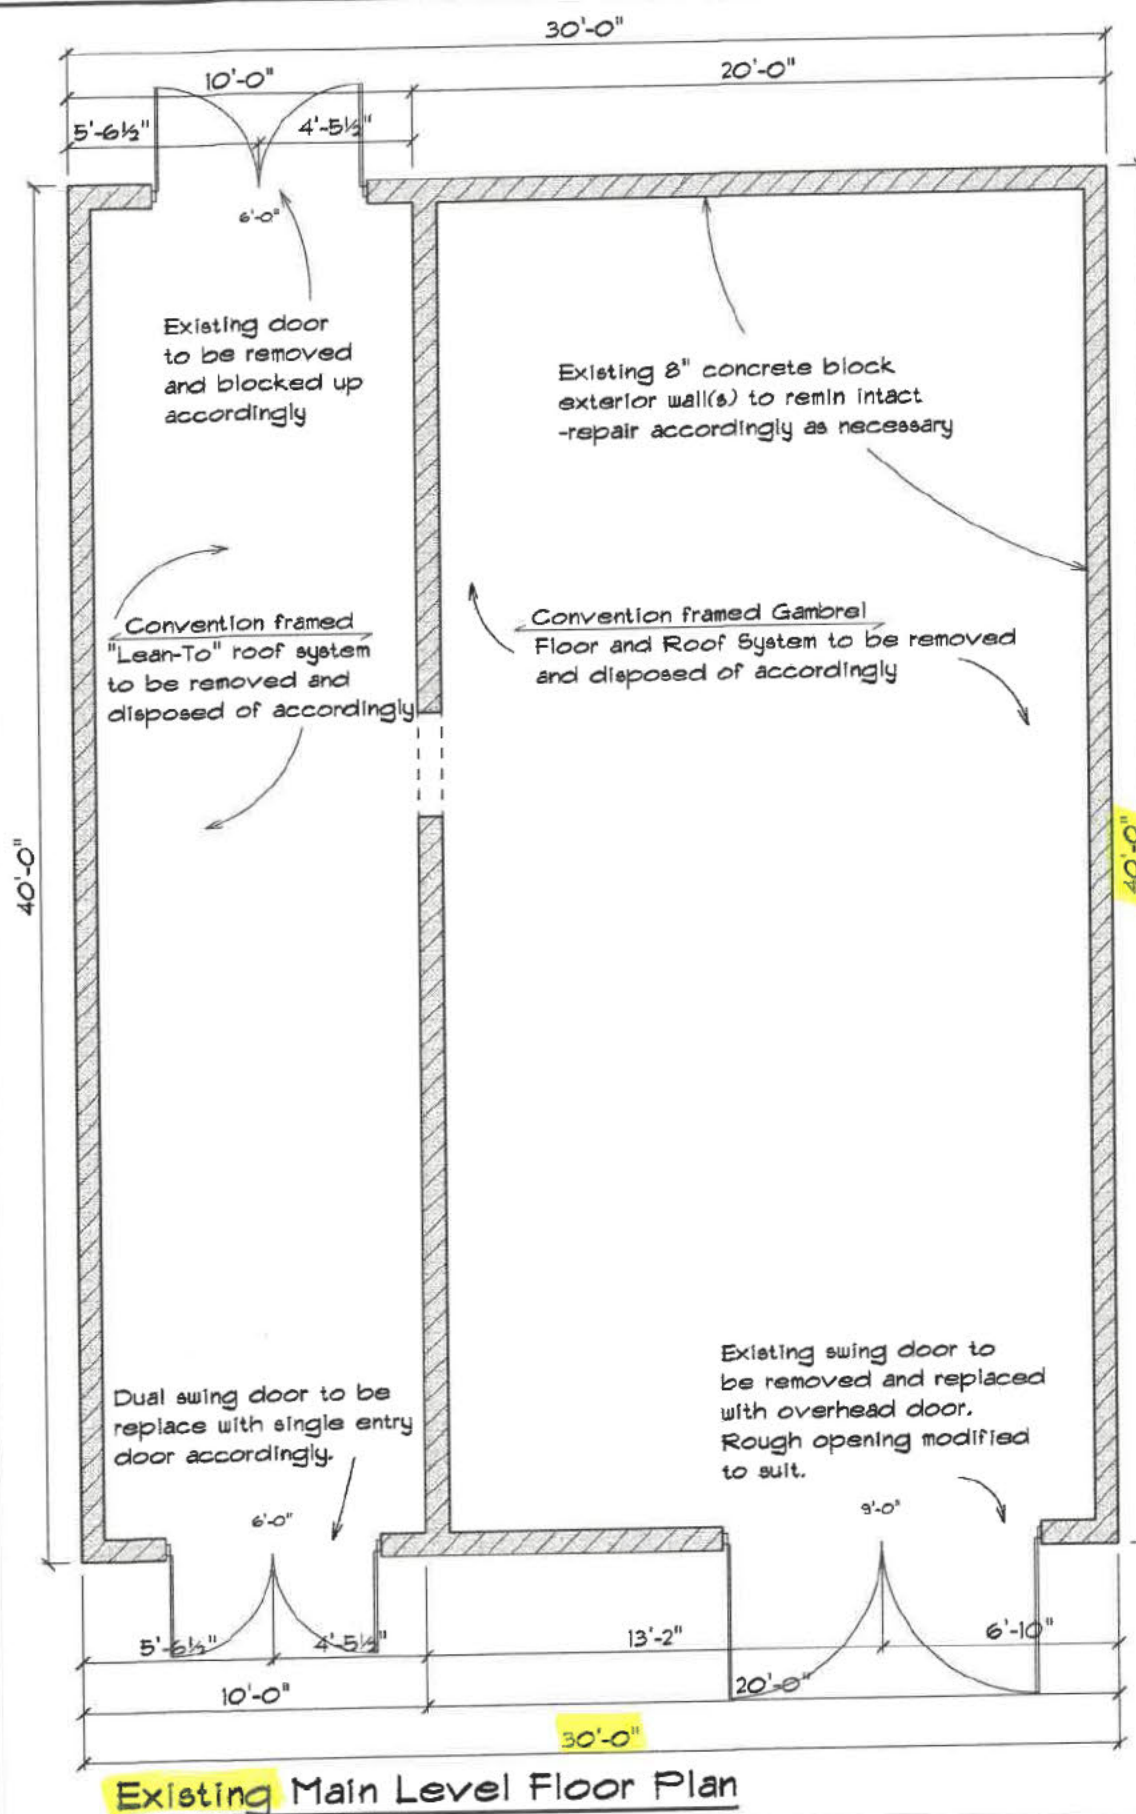 30'-0"
10'-0"
20'-0"
5'-6½"
4'-5½"
6'-0"
Existing door
to be removed
and blocked up
accordingly
Existing 8" concrete block
exterior wall(s) to remin intact
-repair accordingly as necessary
Convention framed
"Lean-To" roof system
to be removed and
disposed of accordingly
Convention framed Gambrel
Floor and Roof System to be removed
and disposed of accordingly
40'-0"
40'-0"
Dual swing door to be
replace with single entry
door accordingly.
Existing swing door to
be removed and replaced
with overhead door.
Rough opening modified
to suit.
6'-0"
9'-0"
5'-6½"
4'-5½"
13'-2"
6'-10"
10'-0"
20'-0"
30'-0"
Existing Main Level Floor Plan